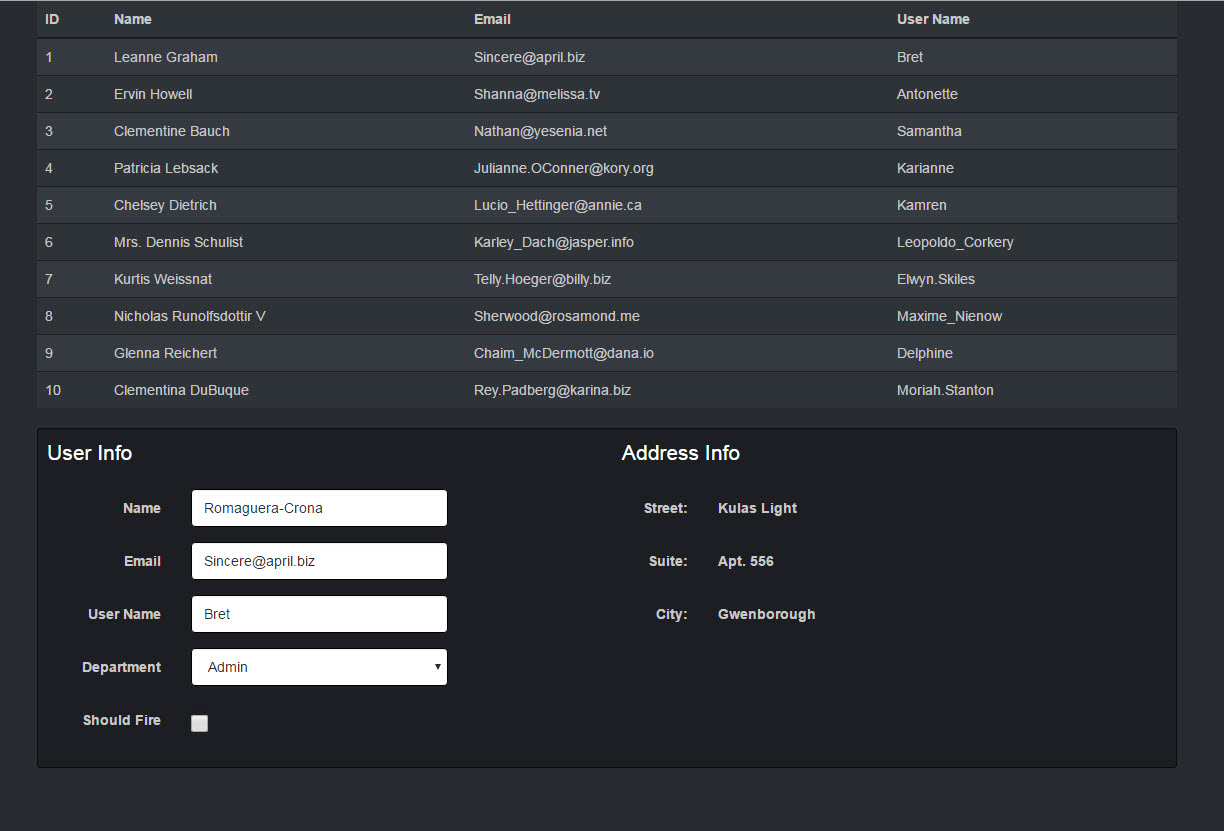 ID Name Email User Name
1 Leanne Graham Sincere@april.biz Bret
2 Ervin Howell Shanna@melissa.tv Antonette
3 Clementine Bauch Nathan@yesenia.net Samantha
4 Patricia Lebsack Julianne.OConner@kory.org Karianne
5 Chelsey Dietrich Lucio_Hettinger@annie.ca Kamren
6 Mrs. Dennis Schulist Karley_Dach@jasper.info Leopoldo_Corkery
7 Kurtis Weissnat Telly.Hoeger@billy.biz Elwyn.Skiles
8 Nicholas Runolfsdottir V Sherwood@rosamond.me Maxime_Nienow
9 Glenna Reichert Chaim_McDermott@dana.io Delphine
10 Clementina DuBuque Rey.Padberg@karina.biz Moriah.Stanton
User Info
Name Romaguera-Crona
Email Sincere@april.biz
User Name Bret
Department Admin
Should Fire
Address Info
Street: Kulas Light
Suite: Apt. 556
City: Gwenborough